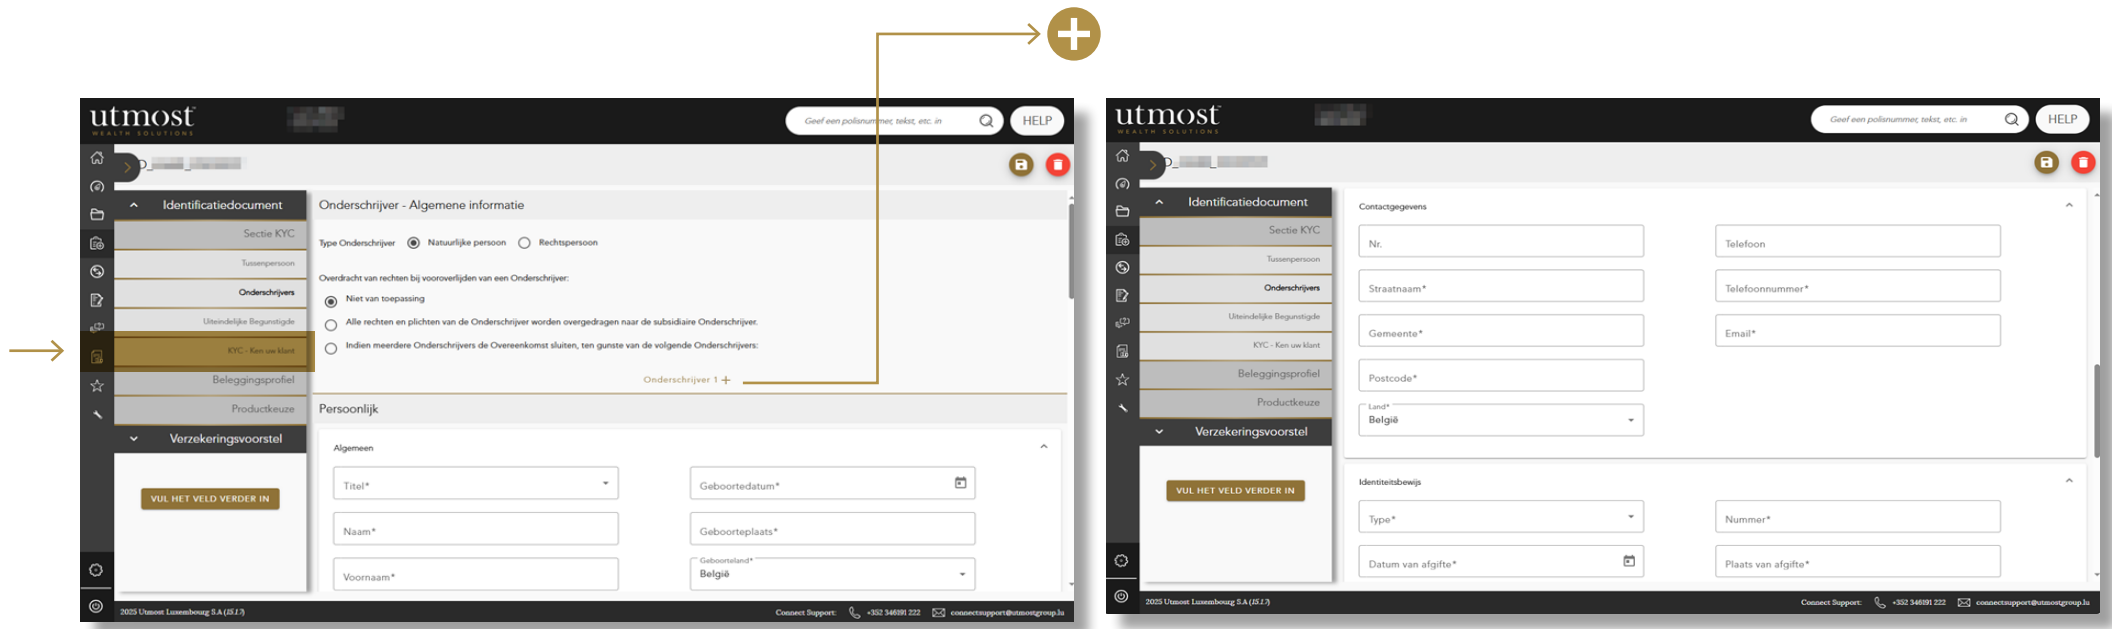 utmost
WEALTH SOLUTIONS
Geef een polisnummer, tekst, etc. in
HELP
Identificatiedocument
Sectie KYC
Tussenpersoon
Onderschrijvers
Uiteindelijke Begunstigde
KYC - Ken uw klant
Beleggingsprofiel
Productkeuze
Verzekeringsvoorstel
VUL HET VELD VERDER IN
Onderschrijver - Algemene informatie
Type Onderschrijver Natuurlijke persoon Rechtspersoon
Overdracht van rechten bij vooroverlijden van een Onderschrijver:
Niet van toepassing
Alle rechten en plichten van de Onderschrijver worden overgedragen naar de subsidiaire Onderschrijver.
Indien meerdere Onderschrijvers de Overeenkomst sluiten, ten gunste van de volgende Onderschrijvers:
Onderschrijver 1 +
Persoonlijk
Algemeen
Titel* Geboortedatum*
Naam* Geboorteplaats*
Geboorteland*
Voornaam* België
2025 Utmost Luxembourg S.A (15.1.7) Connect Support: +352 346191 222 connectsupport@utmostgroup.lu
utmost
WEALTH SOLUTIONS
Geef een polisnummer, tekst, etc. in
HELP
Identificatiedocument
Sectie KYC
Tussenpersoon
Onderschrijvers
Uiteindelijke Begunstigde
KYC - Ken uw klant
Beleggingsprofiel
Productkeuze
Verzekeringsvoorstel
VUL HET VELD VERDER IN
Contactgegevens
Nr. Telefoon
Straatnaam* Telefoonnummer*
Gemeente* Email*
Postcode*
Land*
België
Identiteitsbewijs
Type* Nummer*
Datum van afgifte* Plaats van afgifte*
2025 Utmost Luxembourg S.A (15.1.7) Connect Support: +352 346191 222 connectsupport@utmostgroup.lu